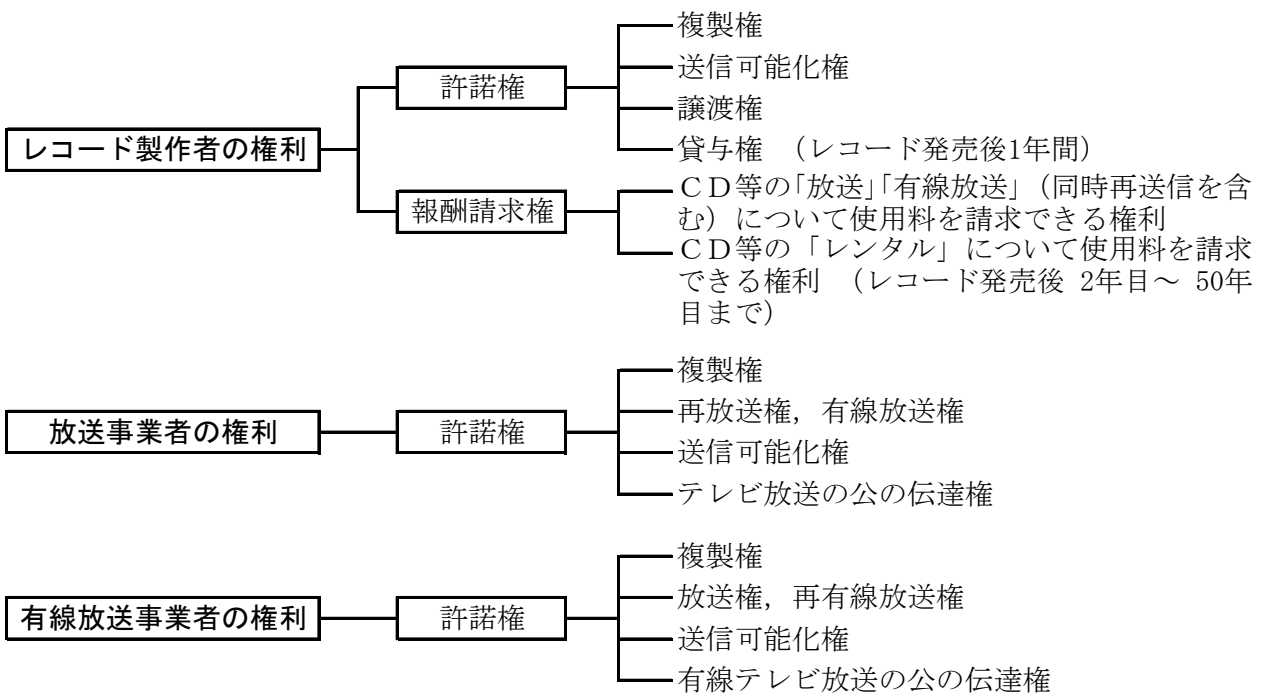 レコード製作者の権利
許諾権
複製権
送信可能化権
譲渡権
貸与権 (レコード発売後1年間)
報酬請求権
CD等の「放送」「有線放送」(同時再送信を含
む)について使用料を請求できる権利
CD等の「レンタル」について使用料を請求
できる権利 (レコード発売後 2年目～ 50年
目まで)
放送事業者の権利
許諾権
複製権
再放送権，有線放送権
送信可能化権
テレビ放送の公の伝達権
有線放送事業者の権利
許諾権
複製権
放送権，再有線放送権
送信可能化権
有線テレビ放送の公の伝達権